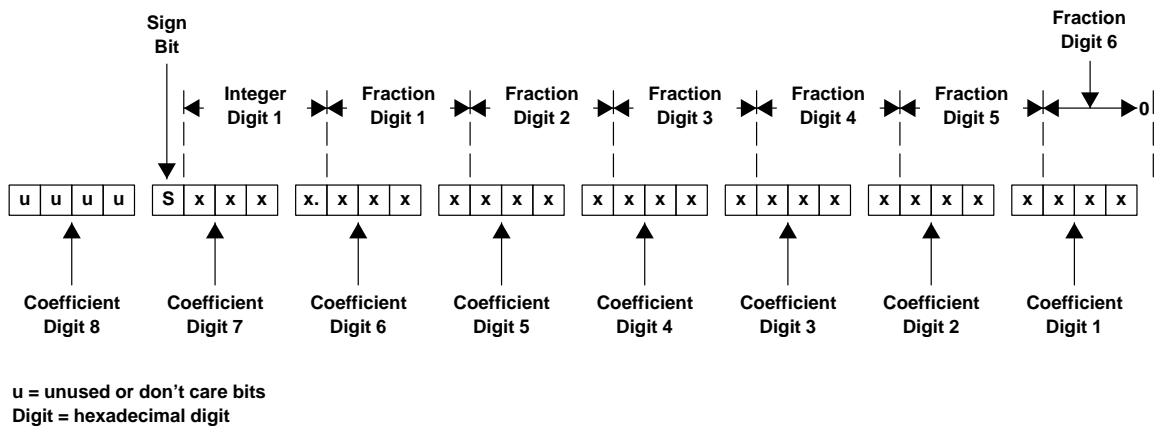 Sign
Bit
Fraction
Digit 6
Integer
Digit 1
Fraction
Digit 1
Fraction
Digit 2
Fraction
Digit 3
Fraction
Digit 4
Fraction
Digit 5
0
u u u u S x x x x. x x x x x x x x x x x x x x x x x x x x x x x
Coefficient
Digit 8
Coefficient
Digit 7
Coefficient
Digit 6
Coefficient
Digit 5
Coefficient
Digit 4
Coefficient
Digit 3
Coefficient
Digit 2
Coefficient
Digit 1
u = unused or don’t care bits
Digit = hexadecimal digit